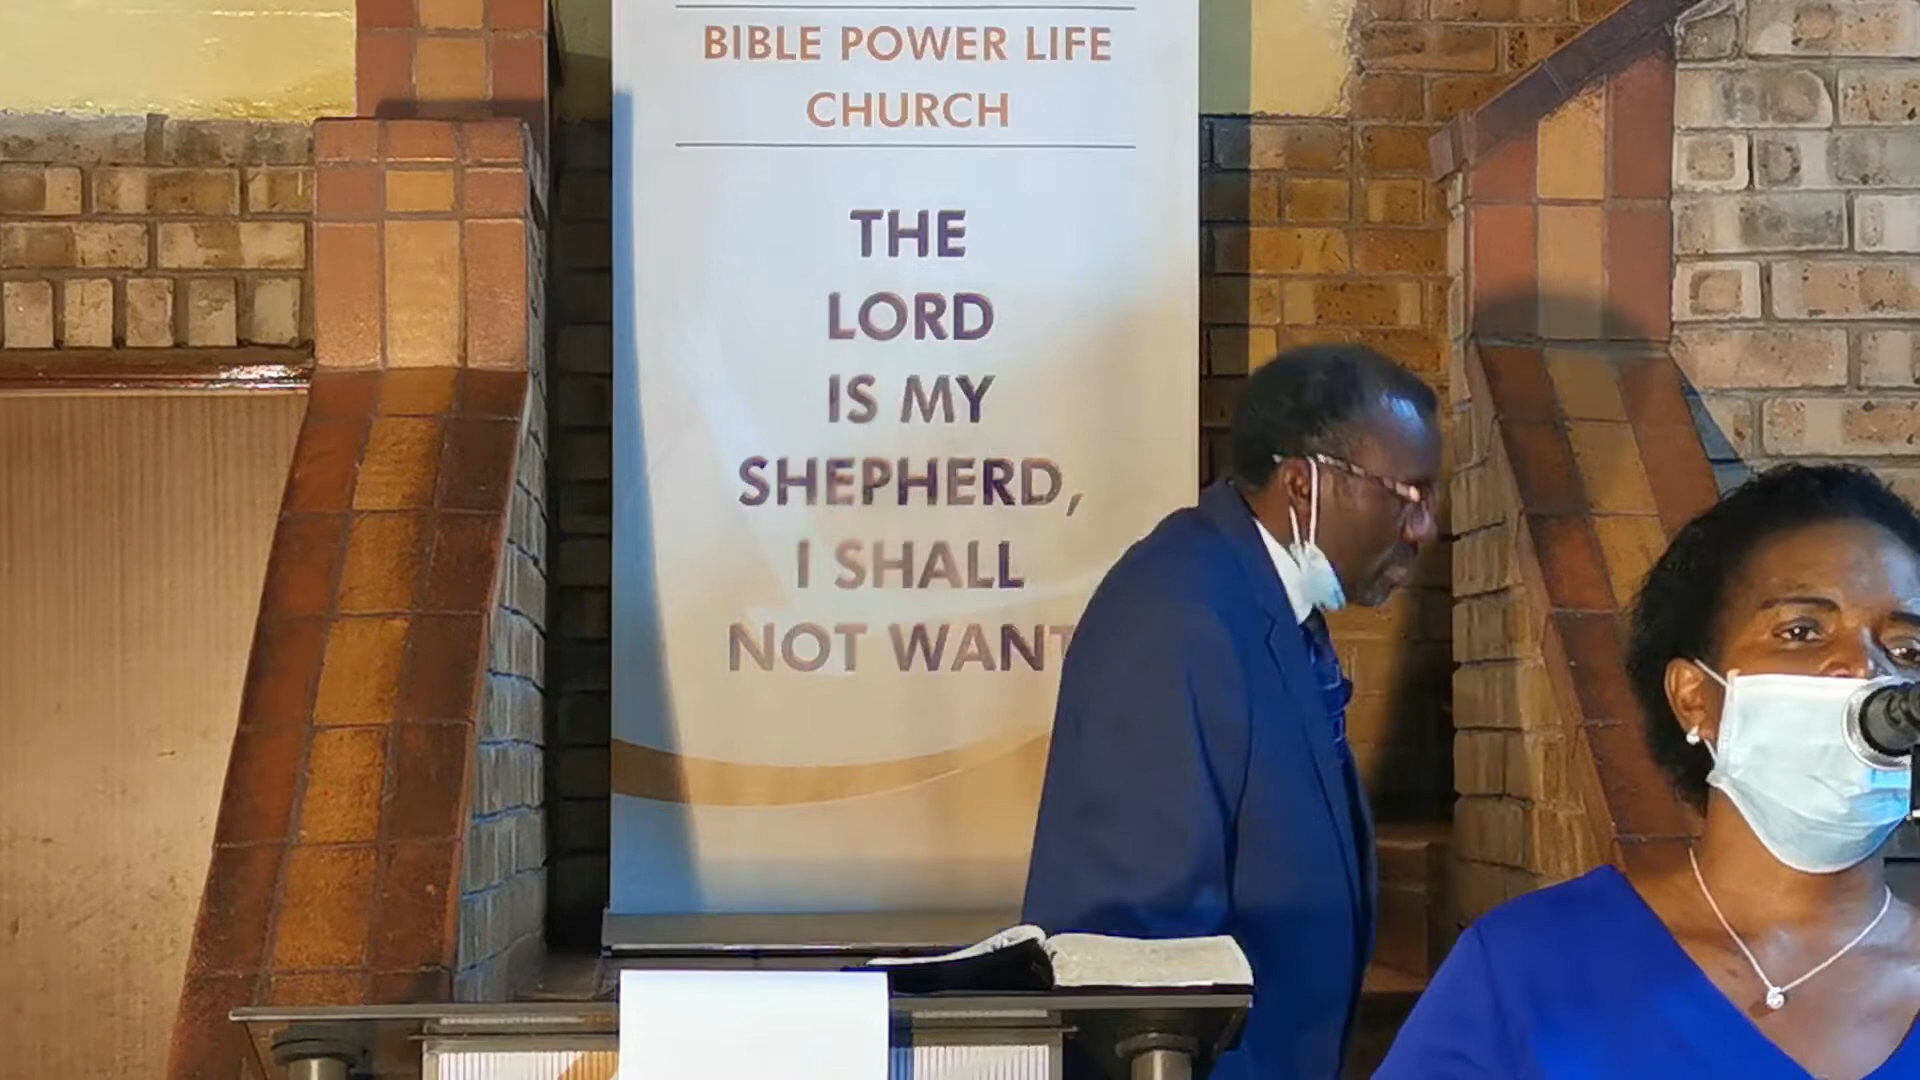 BIBLE POWER LIFE
CHURCH
THE
LORD
IS MY
SHEPHERD,
I SHALL
NOT WANT